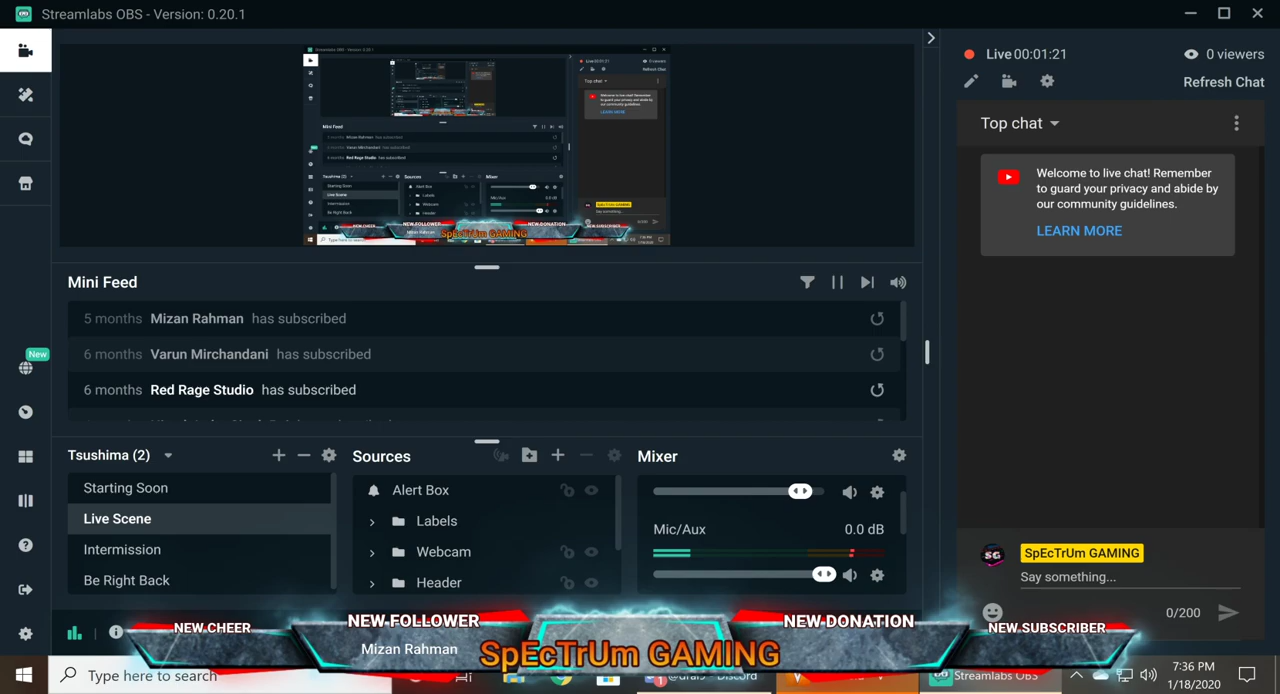 Streamlabs OBS - Version: 0.20.1
Live 00:01:21
0 viewers
Refresh Chat
Top chat
Welcome to live chat! Remember
to guard your privacy and abide by
our community guidelines.
LEARN MORE
Mini Feed
5 months Mizan Rahman has subscribed
6 months Varun Mirchandani has subscribed
6 months Red Rage Studio has subscribed
New
Tsushima (2)
Starting Soon
Live Scene
Intermission
Be Right Back
Sources
Alert Box
Labels
Webcam
Header
Mixer
Mic/Aux 0.0 dB
SG
SpEcTrUm GAMING
Say something...
0/200
NEW CHEER
NEW FOLLOWER
Mizan Rahman
SpEcTrUm GAMING
NEW DONATION
NEW SUBSCRIBER
Type here to search
Discord
Streamlabs OBS
7:36 PM
1/18/2020